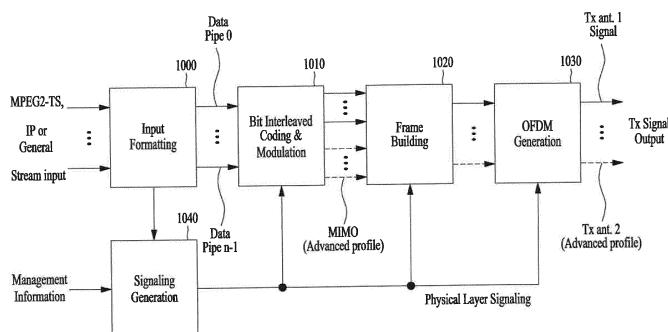 Data
Pipe 0
Tx ant. 1
Signal
1000
1010
1020
1030
MPEG2-TS,
IP or
General
Stream input
Input
Formatting
Bit Interleaved
Coding &
Modulation
Frame
Building
OFDM
Generation
Tx Signal
Output
1040
Data
Pipe n-1
MIMO
(Advanced profile)
Tx ant. 2
(Advanced profile)
Management
Information
Signaling
Generation
Physical Layer Signaling